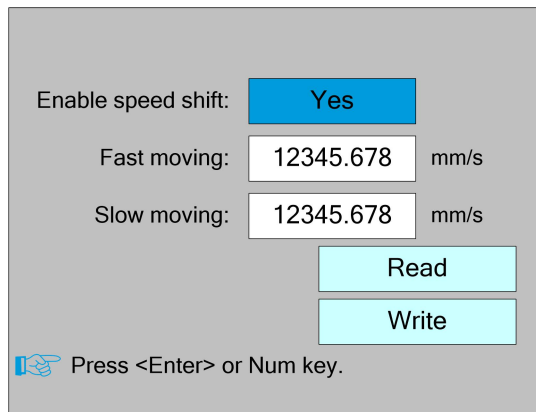 Enable speed shift: Yes
Fast moving: 12345.678 mm/s
Slow moving: 12345.678 mm/s
Read
Write
Press <Enter> or Num key.